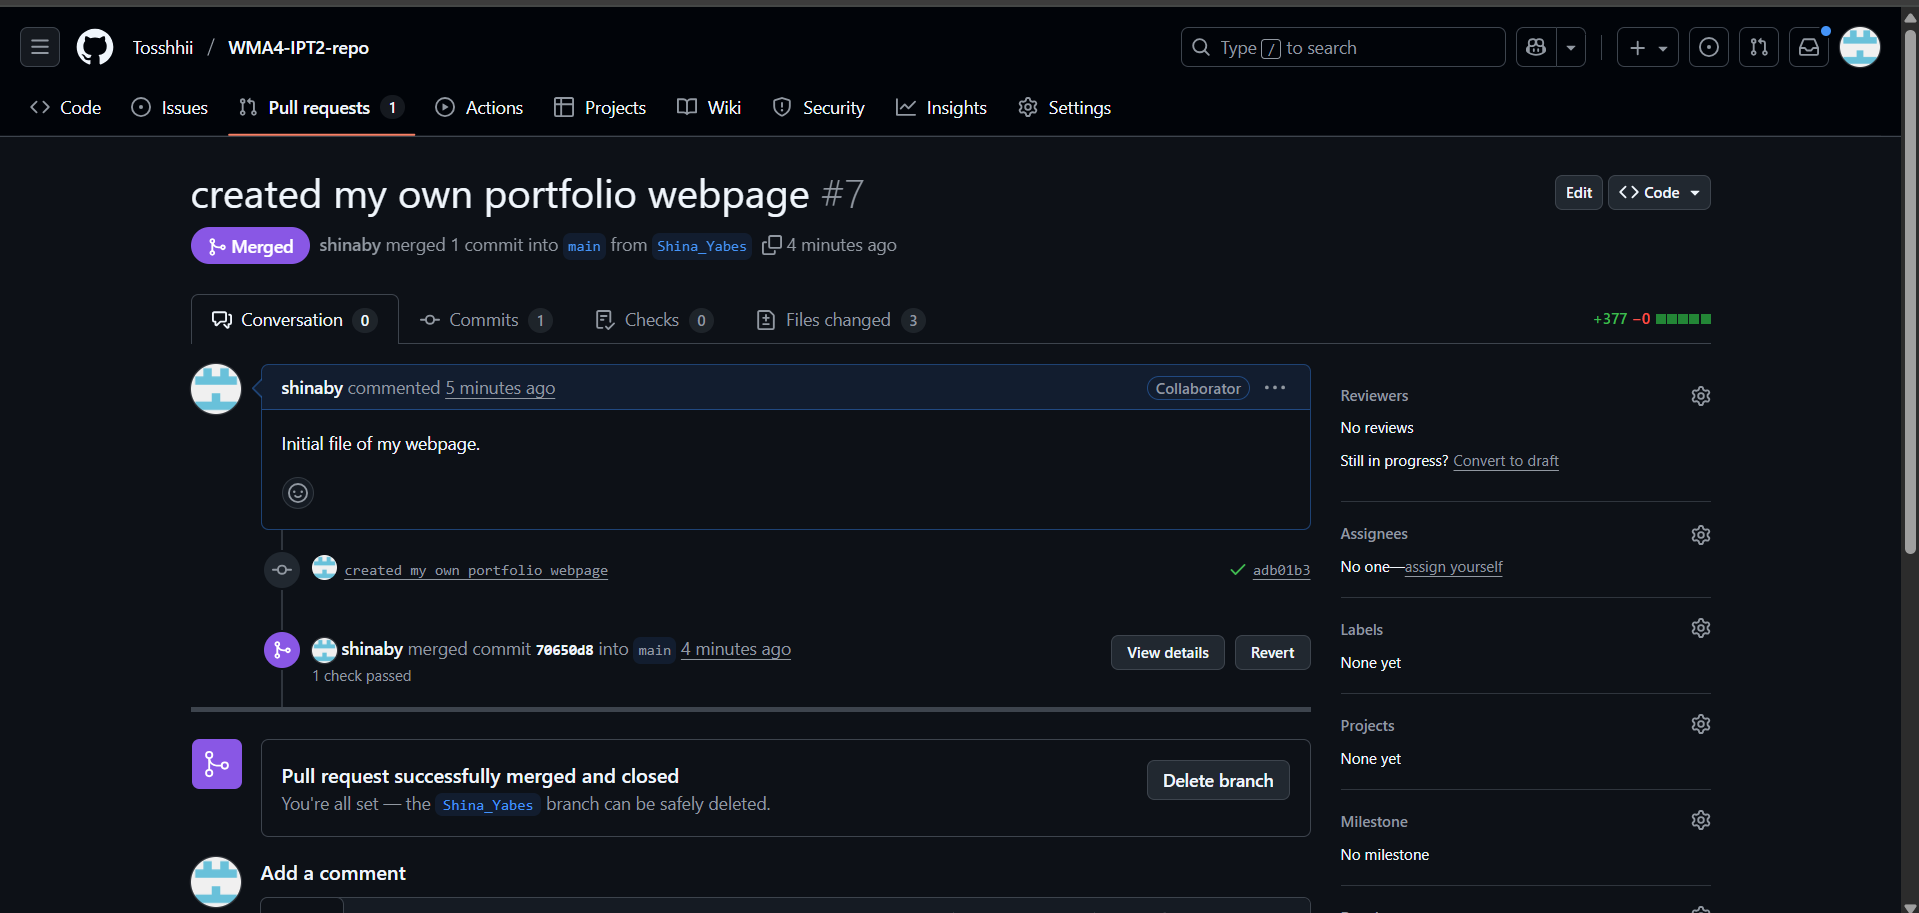 Tosshhii / WMA4-IPT2-repo
Type / to search
Code
Issues
Pull requests 1
Actions
Projects
Wiki
Security
Insights
Settings
created my own portfolio webpage #7
Edit
Code
Merged
shinaby merged 1 commit into main from Shina_Yabes 4 minutes ago
Conversation 0
Commits 1
Checks 0
Files changed 3
+377 −0
shinaby commented 5 minutes ago
Collaborator
Initial file of my webpage.
created my own portfolio webpage
adb01b3
shinaby merged commit 70650d8 into main 4 minutes ago
1 check passed
View details
Revert
Pull request successfully merged and closed
You're all set — the Shina_Yabes branch can be safely deleted.
Delete branch
Add a comment
Reviewers
No reviews
Still in progress? Convert to draft
Assignees
No one—assign yourself
Labels
None yet
Projects
None yet
Milestone
No milestone